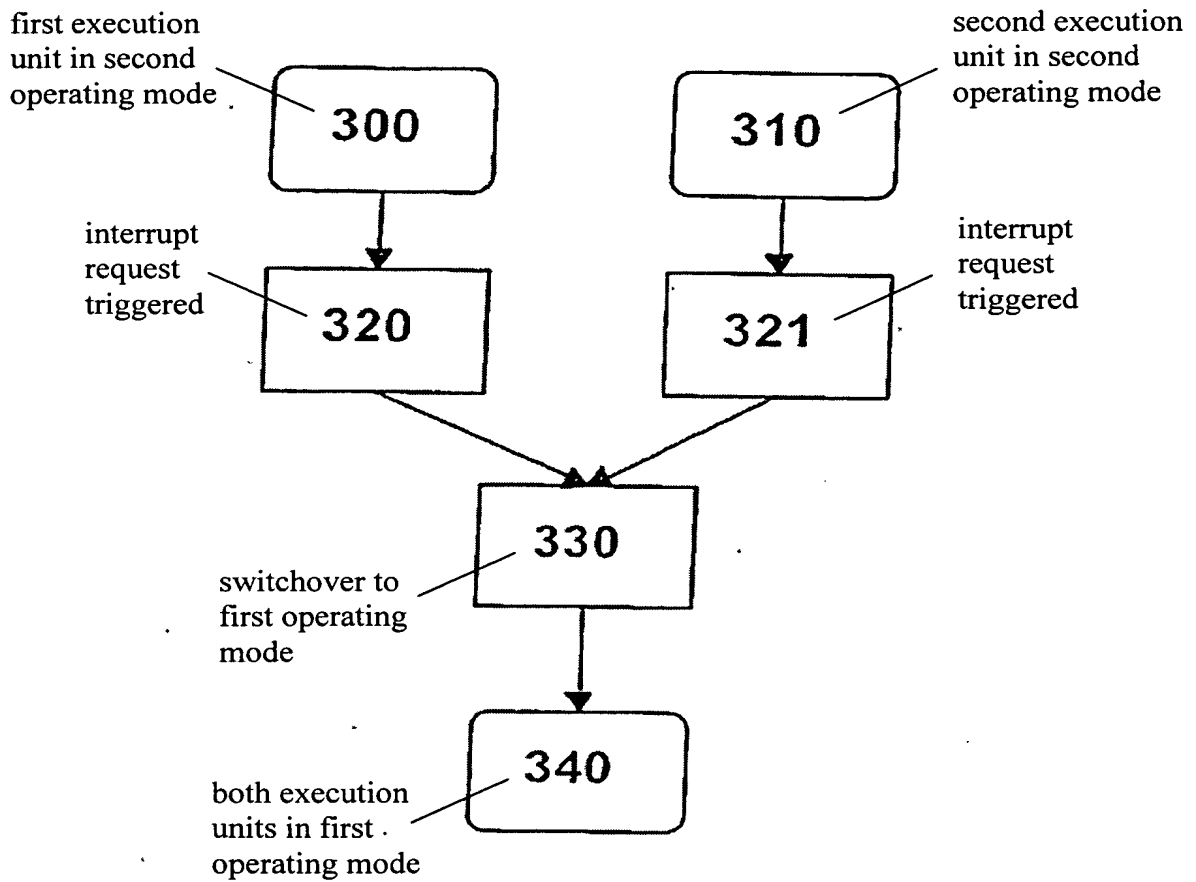 first execution
unit in second
operating mode
300
second execution
unit in second
operating mode
310
interrupt
request
triggered
320
interrupt
request
triggered
321
330
switchover to
first operating
mode
340
both execution
units in first
operating mode